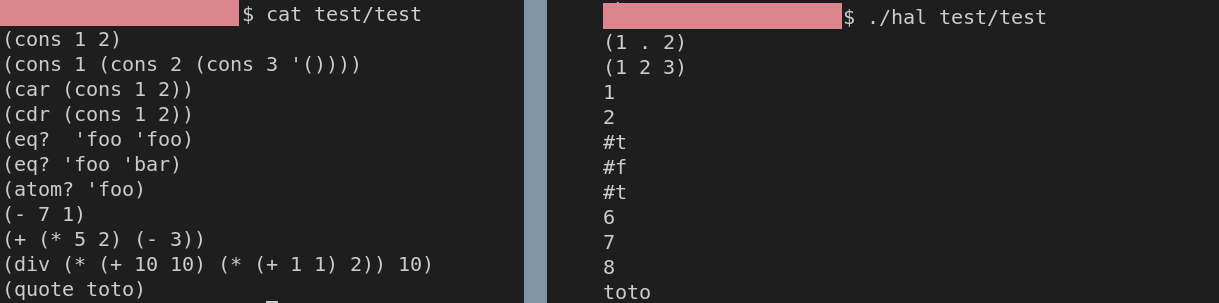 $ cat test/test
(cons 1 2)
(cons 1 (cons 2 (cons 3 '())))
(car (cons 1 2))
(cdr (cons 1 2))
(eq?  'foo 'foo)
(eq? 'foo 'bar)
(atom? 'foo)
(- 7 1)
(+ (* 5 2) (- 3))
(div (* (+ 10 10) (* (+ 1 1) 2)) 10)
(quote toto)
$ ./hal test/test
(1 . 2)
(1 2 3)
1
2
#t
#f
#t
6
7
8
toto